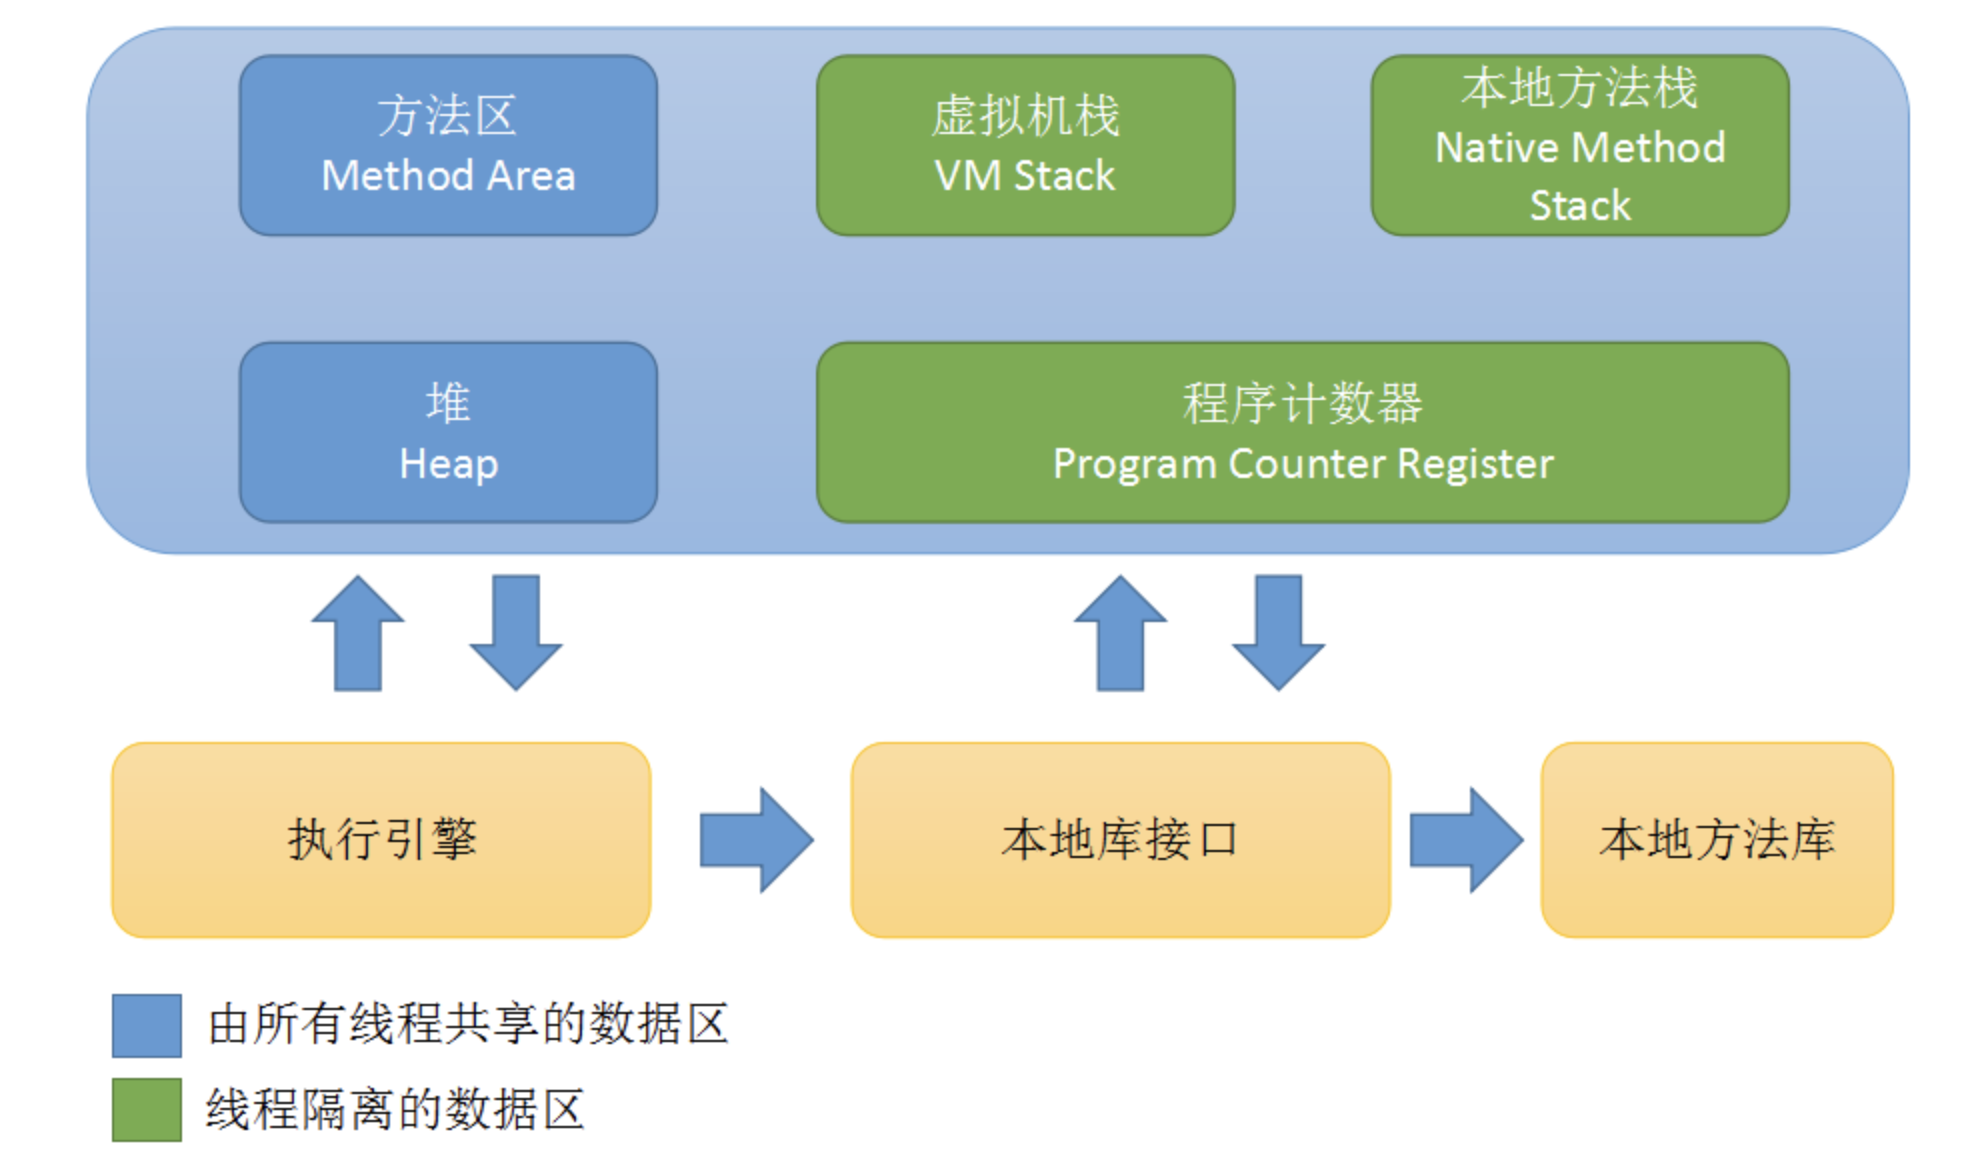 方法区
Method Area
虚拟机栈
VM Stack
本地方法栈
Native Method
Stack
堆
Heap
程序计数器
Program Counter Register
执行引擎
本地库接口
本地方法库
由所有线程共享的数据区
线程隔离的数据区